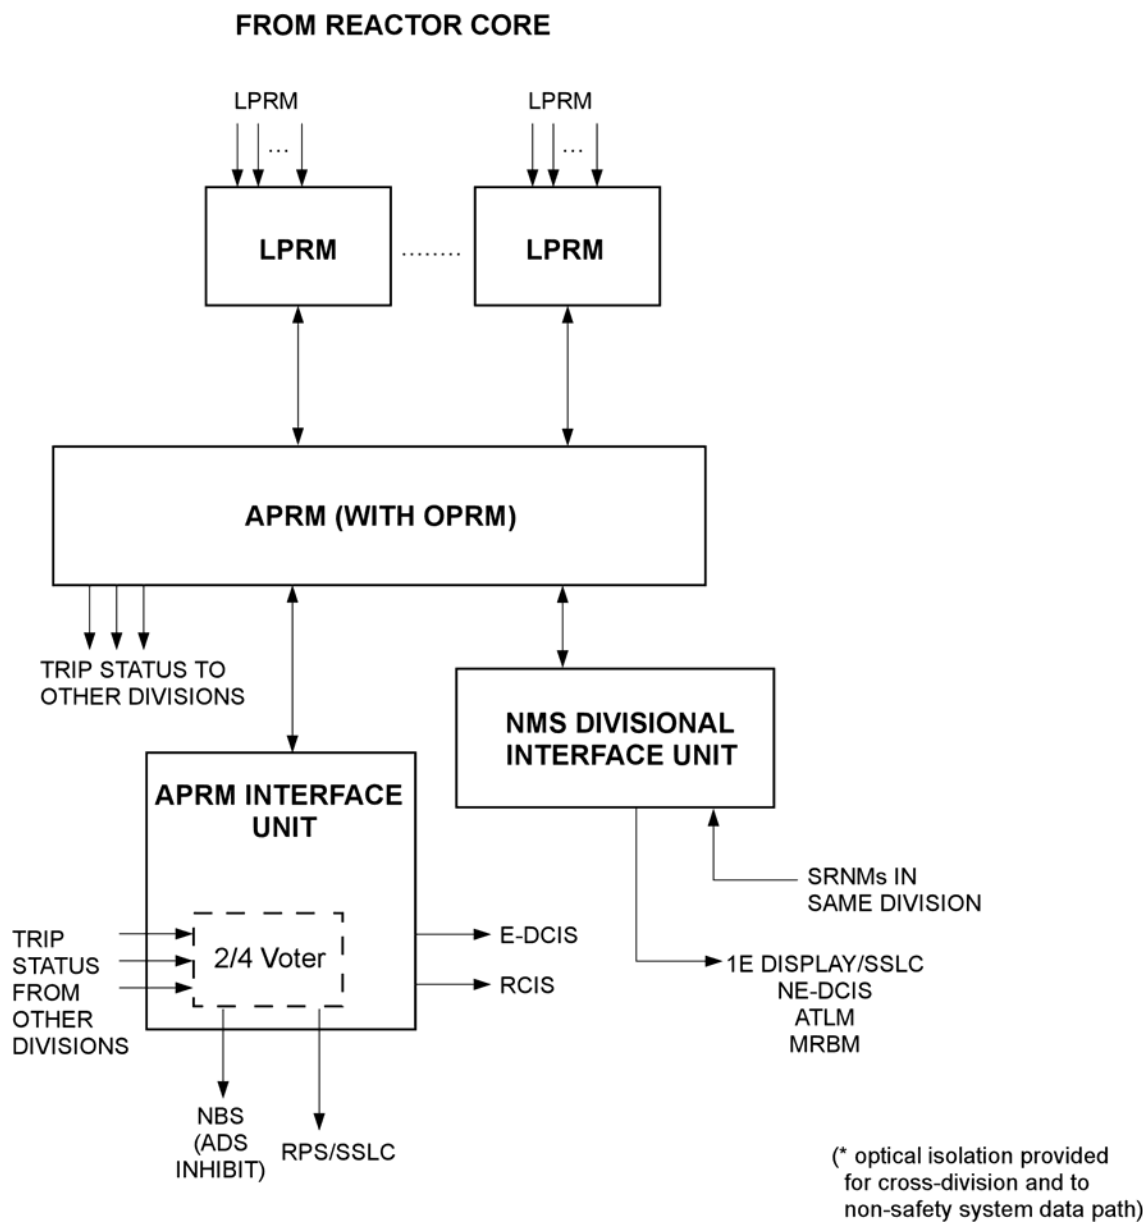 FROM REACTOR CORE
LPRM
LPRM
...
...
LPRM
........
LPRM
APRM (WITH OPRM)
TRIP STATUS TO
OTHER DIVISIONS
NMS DIVISIONAL
INTERFACE UNIT
APRM INTERFACE
UNIT
SRNMs IN
SAME DIVISION
TRIP
STATUS
FROM
OTHER
DIVISIONS
2/4 Voter
E-DCIS
RCIS
1E DISPLAY/SSLC
NE-DCIS
ATLM
MRBM
NBS
(ADS
INHIBIT)
RPS/SSLC
(* optical isolation provided
for cross-division and to
non-safety system data path)